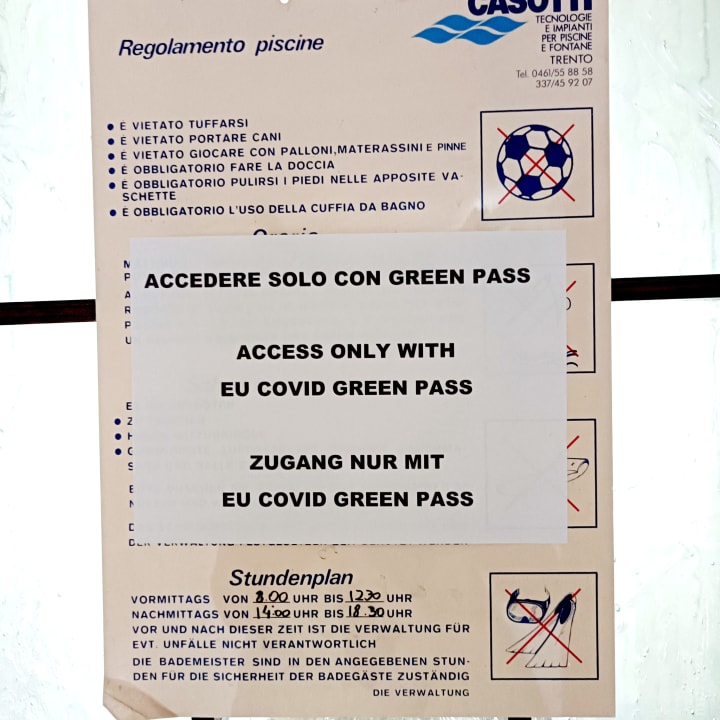 CASOTTI
TECNOLOGIE
E IMPIANTI
PER PISCINE
E FONTANE
TRENTO
Tel. 0461/55 88 58
337/45 92 07
Regolamento piscine
• È VIETATO TUFFARSI
• È VIETATO PORTARE CANI
• È VIETATO GIOCARE CON PALLONI, MATERASSINI E PINNE
• È OBBLIGATORIO FARE LA DOCCIA
• È OBBLIGATORIO PULIRSI I PIEDI NELLE APPOSITE VA-
SCHETTE
• È OBBLIGATORIO L'USO DELLA CUFFIA DA BAGNO
ACCEDERE SOLO CON GREEN PASS
ACCESS ONLY WITH
EU COVID GREEN PASS
ZUGANG NUR MIT
EU COVID GREEN PASS
Stundenplan
VORMITTAGS VON 8.00 UHR BIS 12.30 UHR
NACHMITTAGS VON 14:00 UHR BIS 18.30 UHR
VOR UND NACH DIESER ZEIT IST DIE VERWALTUNG FÜR
EVT. UNFÄLLE NICHT VERANTWORTLICH
DIE BADEMEISTER SIND IN DEN ANGEGEBENEN STUN-
DEN FÜR DIE SICHERHEIT DER BADEGÄSTE ZUSTÄNDIG
DIE VERWALTUNG